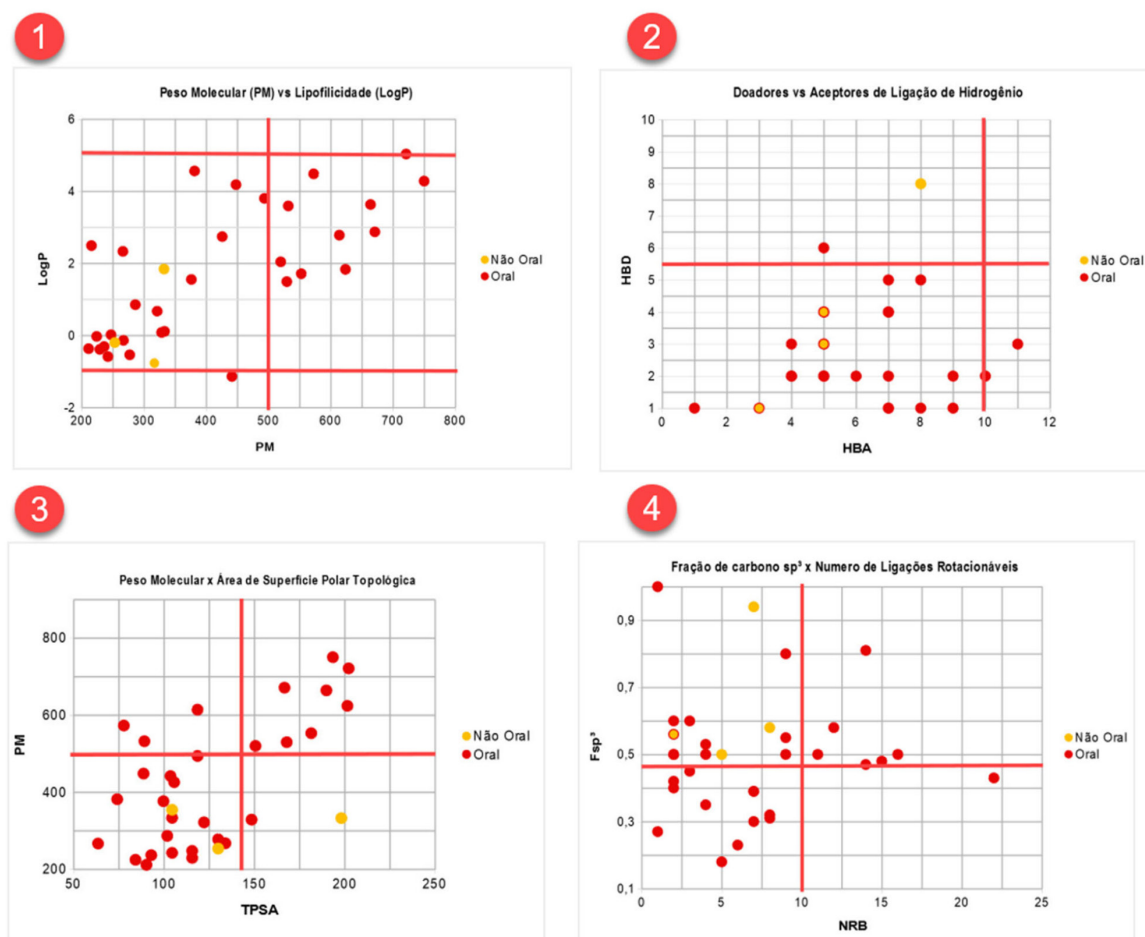 1
Peso Molecular (PM) vs Lipofilicidade (LogP)
6
4
2
0
-2
LogP
200 300 400 500 600 700 800
PM
Não Oral
Oral
2
Doadores vs Aceptores de Ligação de Hidrogênio
10
9
8
7
6
5
4
3
2
1
HBD
0 2 4 6 8 10 12
HBA
Não Oral
Oral
3
Peso Molecular x Área de Superfície Polar Topológica
800
600
400
200
PM
50 100 150 200 250
TPSA
Não Oral
Oral
4
Fração de carbono sp³ x Numero de Ligações Rotacionáveis
0,9
0,7
0,5
0,3
0,1
Fsp³
0 5 10 15 20 25
NRB
Não Oral
Oral